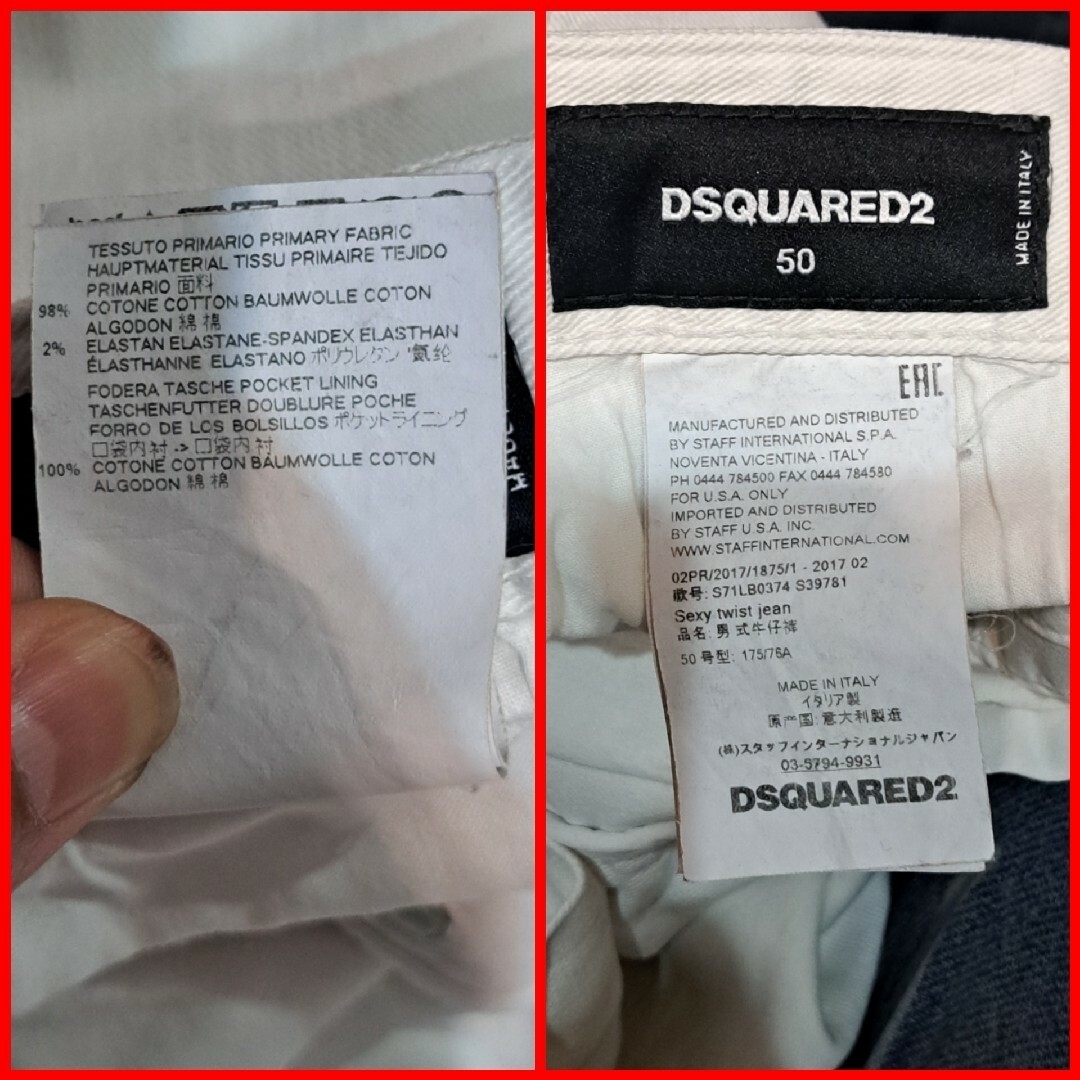 TESSUTO PRIMARIO PRIMARY FABRIC
HAUPTMATERIAL TISSU PRIMAIRE TEJIDO
PRIMARIO 面料
98% COTONE COTTON BAUMWOLLE COTON
ALGODON 綿 棉
2% ELASTAN ELASTANE-SPANDEX ELASTHAN
ÉLASTHANNE ELASTANO ポリウレタン '氨纶
FODERA TASCHE POCKET LINING
TASCHENFUTTER DOUBLURE POCHE
FORRO DE LOS BOLSILLOS ポケットライニング
口袋内衬 -> 口袋内衬
100% COTONE COTTON BAUMWOLLE COTON
ALGODON 綿 棉
DSQUARED2
50
MADE IN ITALY
EAC
MANUFACTURED AND DISTRIBUTED
BY STAFF INTERNATIONAL S.P.A.
NOVENTA VICENTINA - ITALY
PH 0444 784500 FAX 0444 784580
FOR U.S.A. ONLY
IMPORTED AND DISTRIBUTED
BY STAFF U.S.A. INC.
WWW.STAFFINTERNATIONAL.COM
02PR/2017/1875/1 - 2017 02
款号: S71LB0374 S39781
Sexy twist jean
品名: 男式牛仔裤
50 号型: 175/76A
MADE IN ITALY
イタリア製
原产国: 意大利製造
(株)スタッフインターナショナルジャパン
03-5794-9931
DSQUARED2